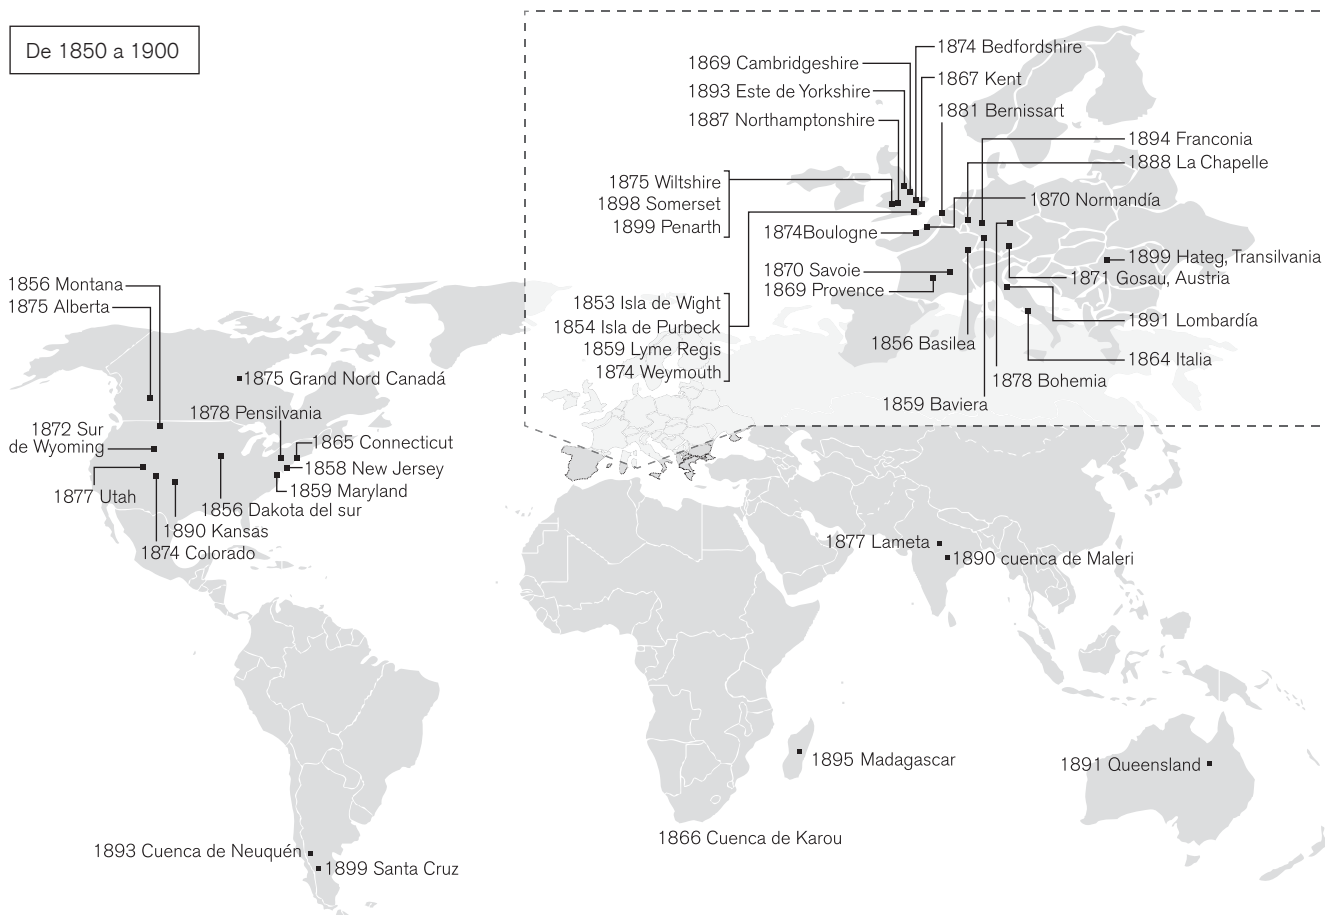 De 1850 a 1900
1874 Bedfordshire
1869 Cambridgeshire
1867 Kent
1893 Este de Yorkshire
1881 Bernissart
1887 Northamptonshire
1894 Franconia
1888 La Chapelle
1875 Wiltshire
1898 Somerset
1899 Penarth
1870 Normandía
1874Boulogne
1899 Hateg, Transilvania
1870 Savoie
1871 Gosau, Austria
1869 Provence
1853 Isla de Wight
1854 Isla de Purbeck
1859 Lyme Regis
1874 Weymouth
1891 Lombardía
1856 Basilea
1864 Italia
1878 Bohemia
1859 Baviera
1856 Montana
1875 Alberta
1875 Grand Nord Canadá
1878 Pensilvania
1872 Sur
de Wyoming
1865 Connecticut
1858 New Jersey
1877 Utah
1859 Maryland
1856 Dakota del sur
1890 Kansas
1874 Colorado
1877 Lameta
1890 cuenca de Maleri
1895 Madagascar
1891 Queensland
1866 Cuenca de Karou
1893 Cuenca de Neuquén
1899 Santa Cruz